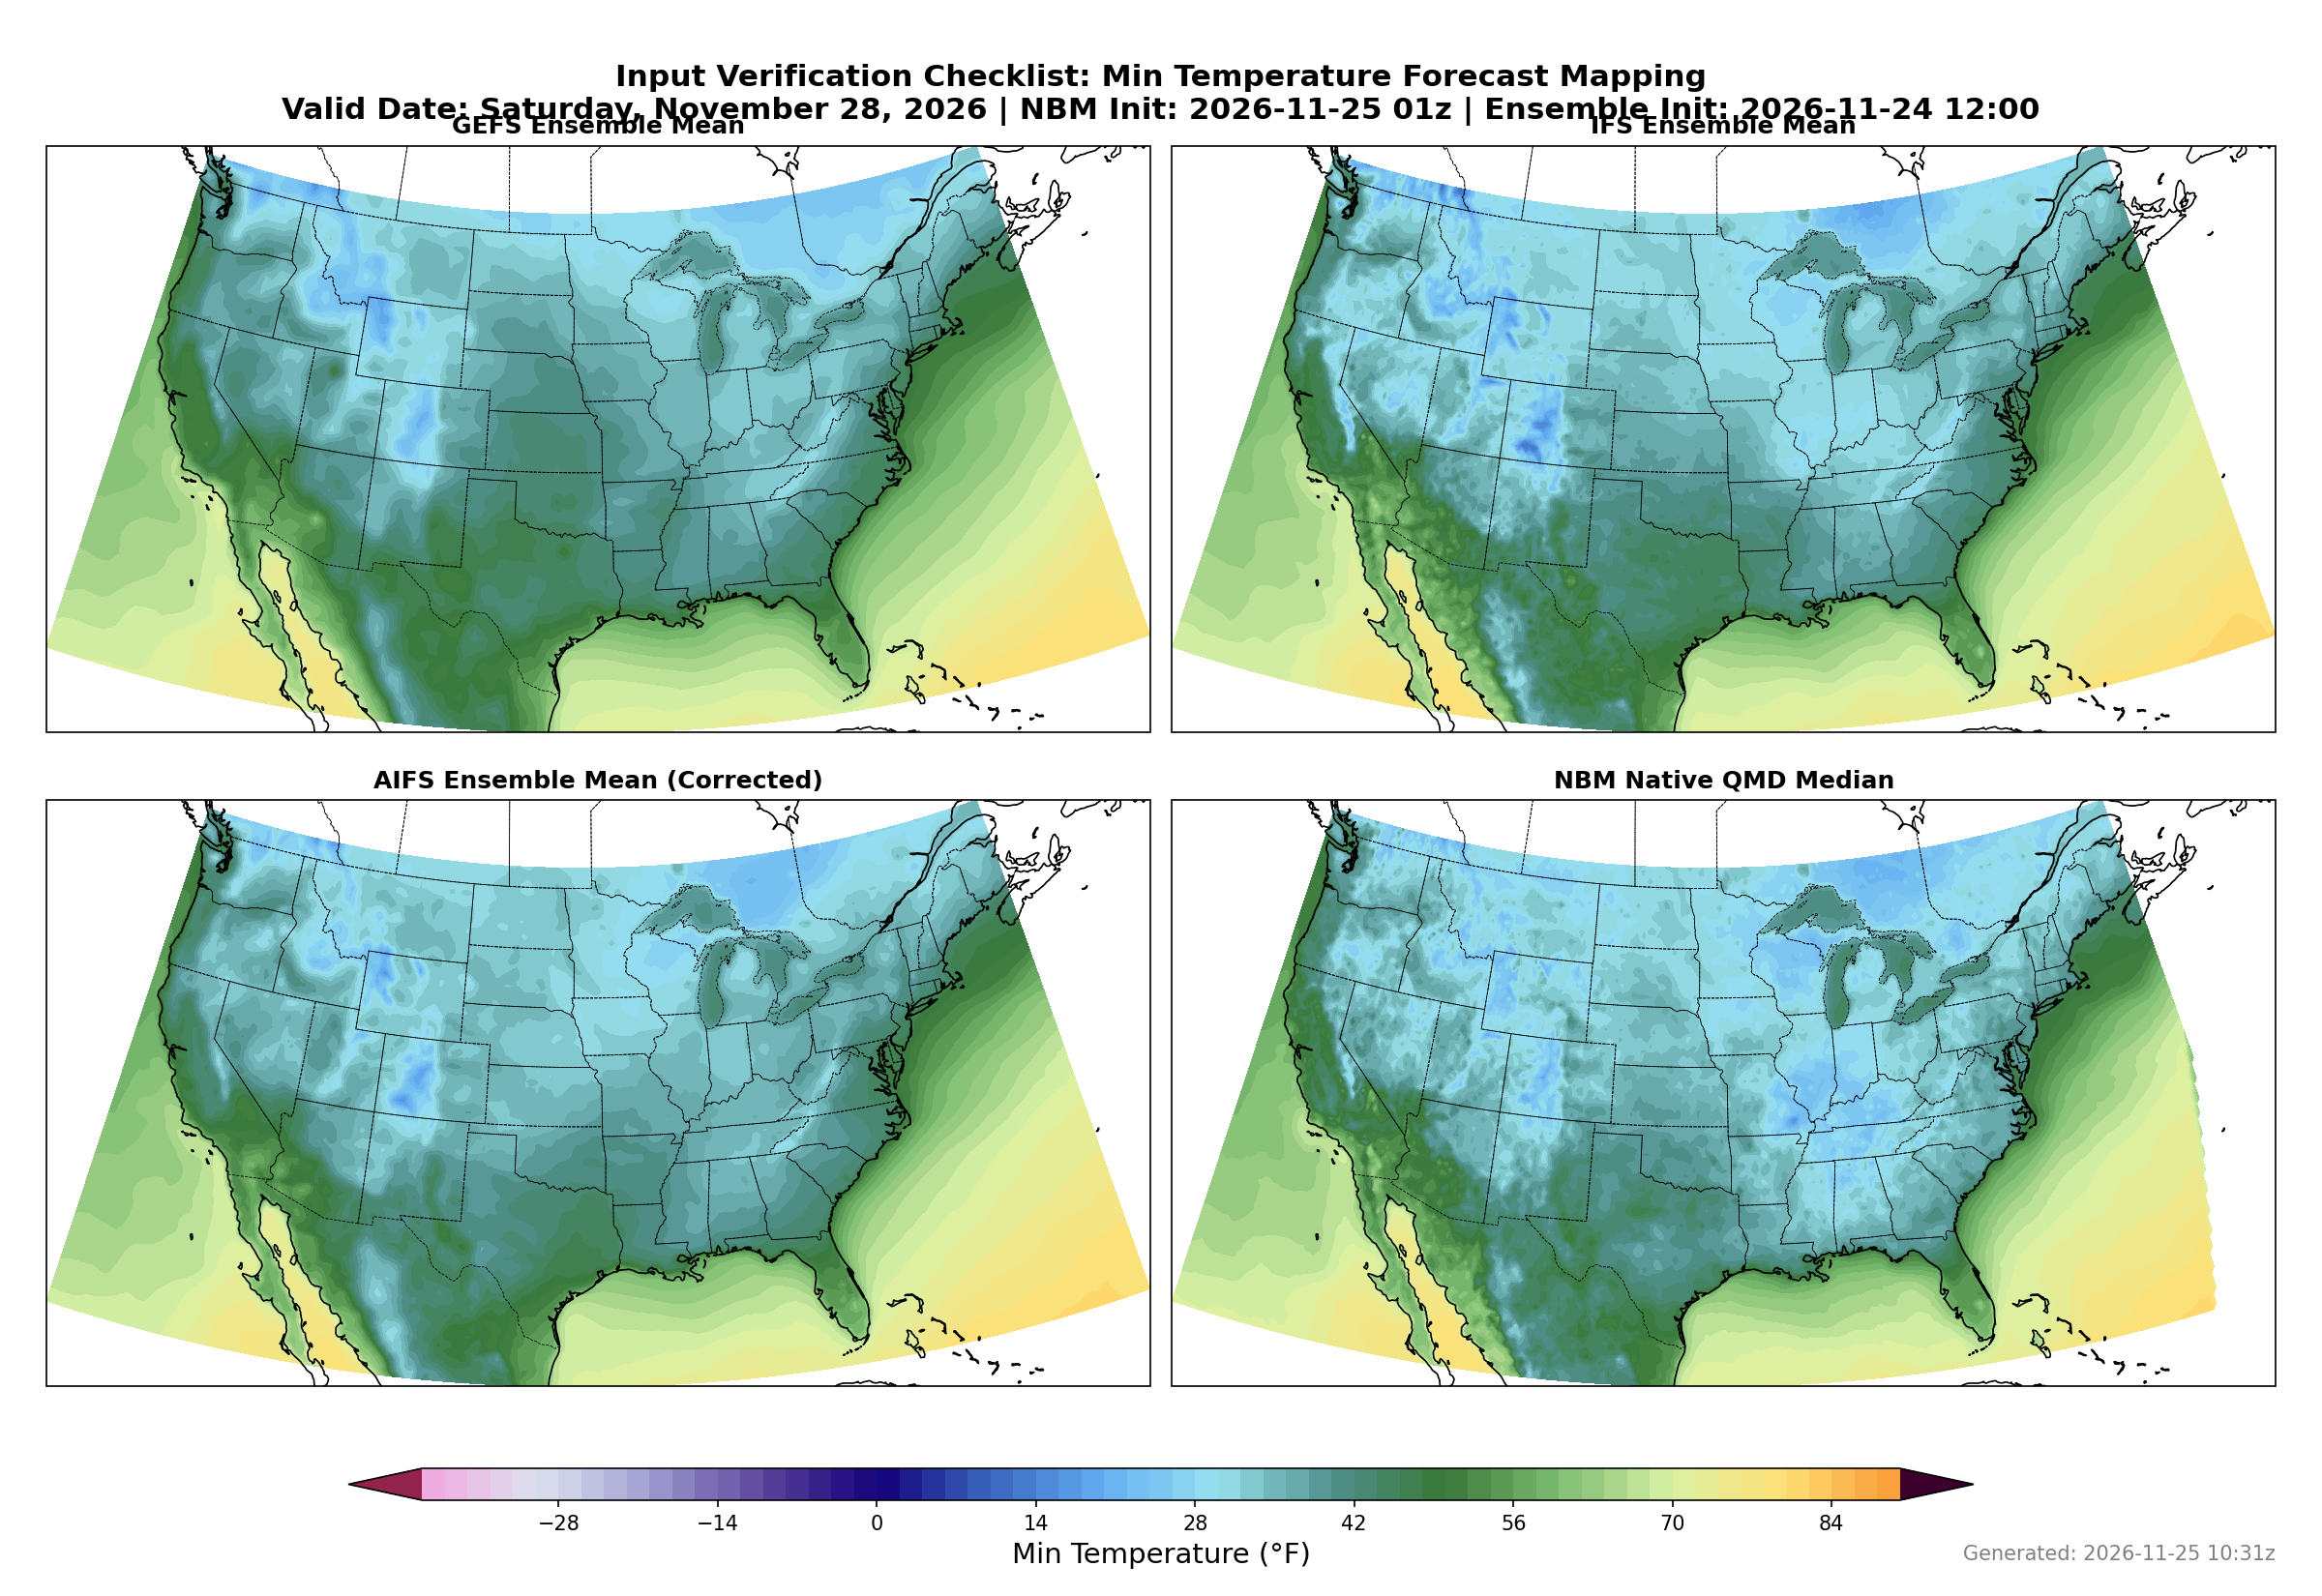 Input Verification Checklist: Min Temperature Forecast Mapping
Valid Date: Saturday, November 28, 2026 | NBM Init: 2026-11-25 01z | Ensemble Init: 2026-11-24 12:00
GEFS Ensemble Mean
IFS Ensemble Mean
AIFS Ensemble Mean (Corrected)
NBM Native QMD Median
−28 −14 0 14 28 42 56 70 84
Min Temperature (°F)
Generated: 2026-11-25 10:31z